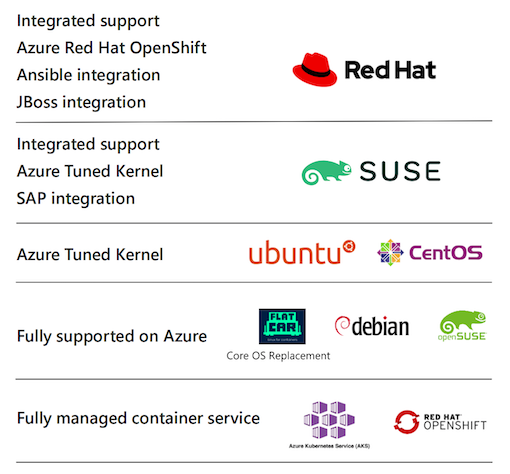 Integrated support
Azure Red Hat OpenShift
Ansible integration
JBoss integration
Red Hat
Integrated support
Azure Tuned Kernel
SAP integration
SUSE
Azure Tuned Kernel
ubuntu
CentOS
Fully supported on Azure
FLAT
CAR
Core OS Replacement
debian
openSUSE
Fully managed container service
Azure Kubernetes Service (AKS)
RED HAT
OPENSHIFT